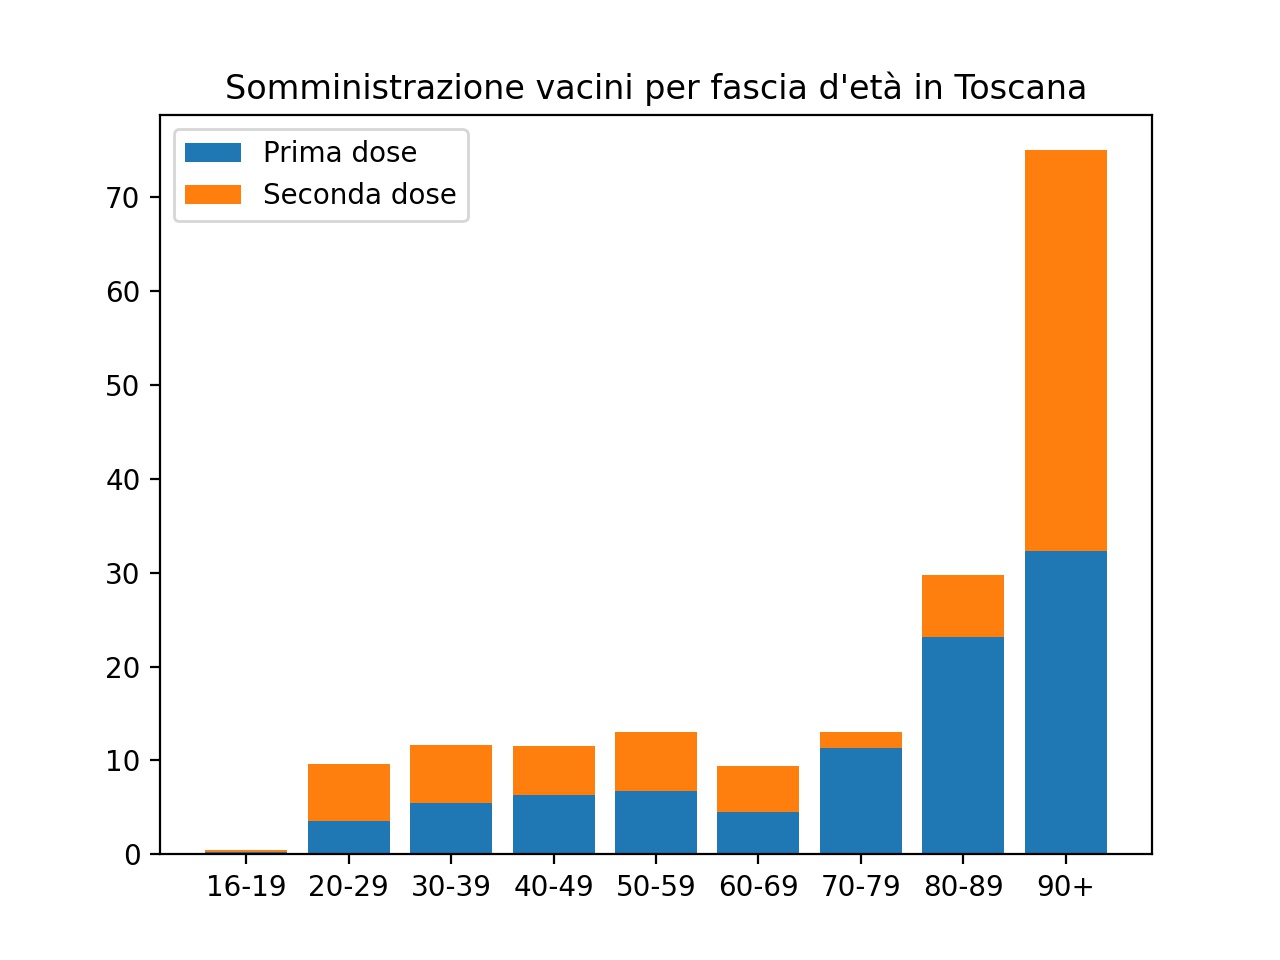 Somministrazione vacini per fascia d'età in Toscana
Prima dose
Seconda dose
70
60
50
40
30
20
10
0
16-19 20-29 30-39 40-49 50-59 60-69 70-79 80-89 90+